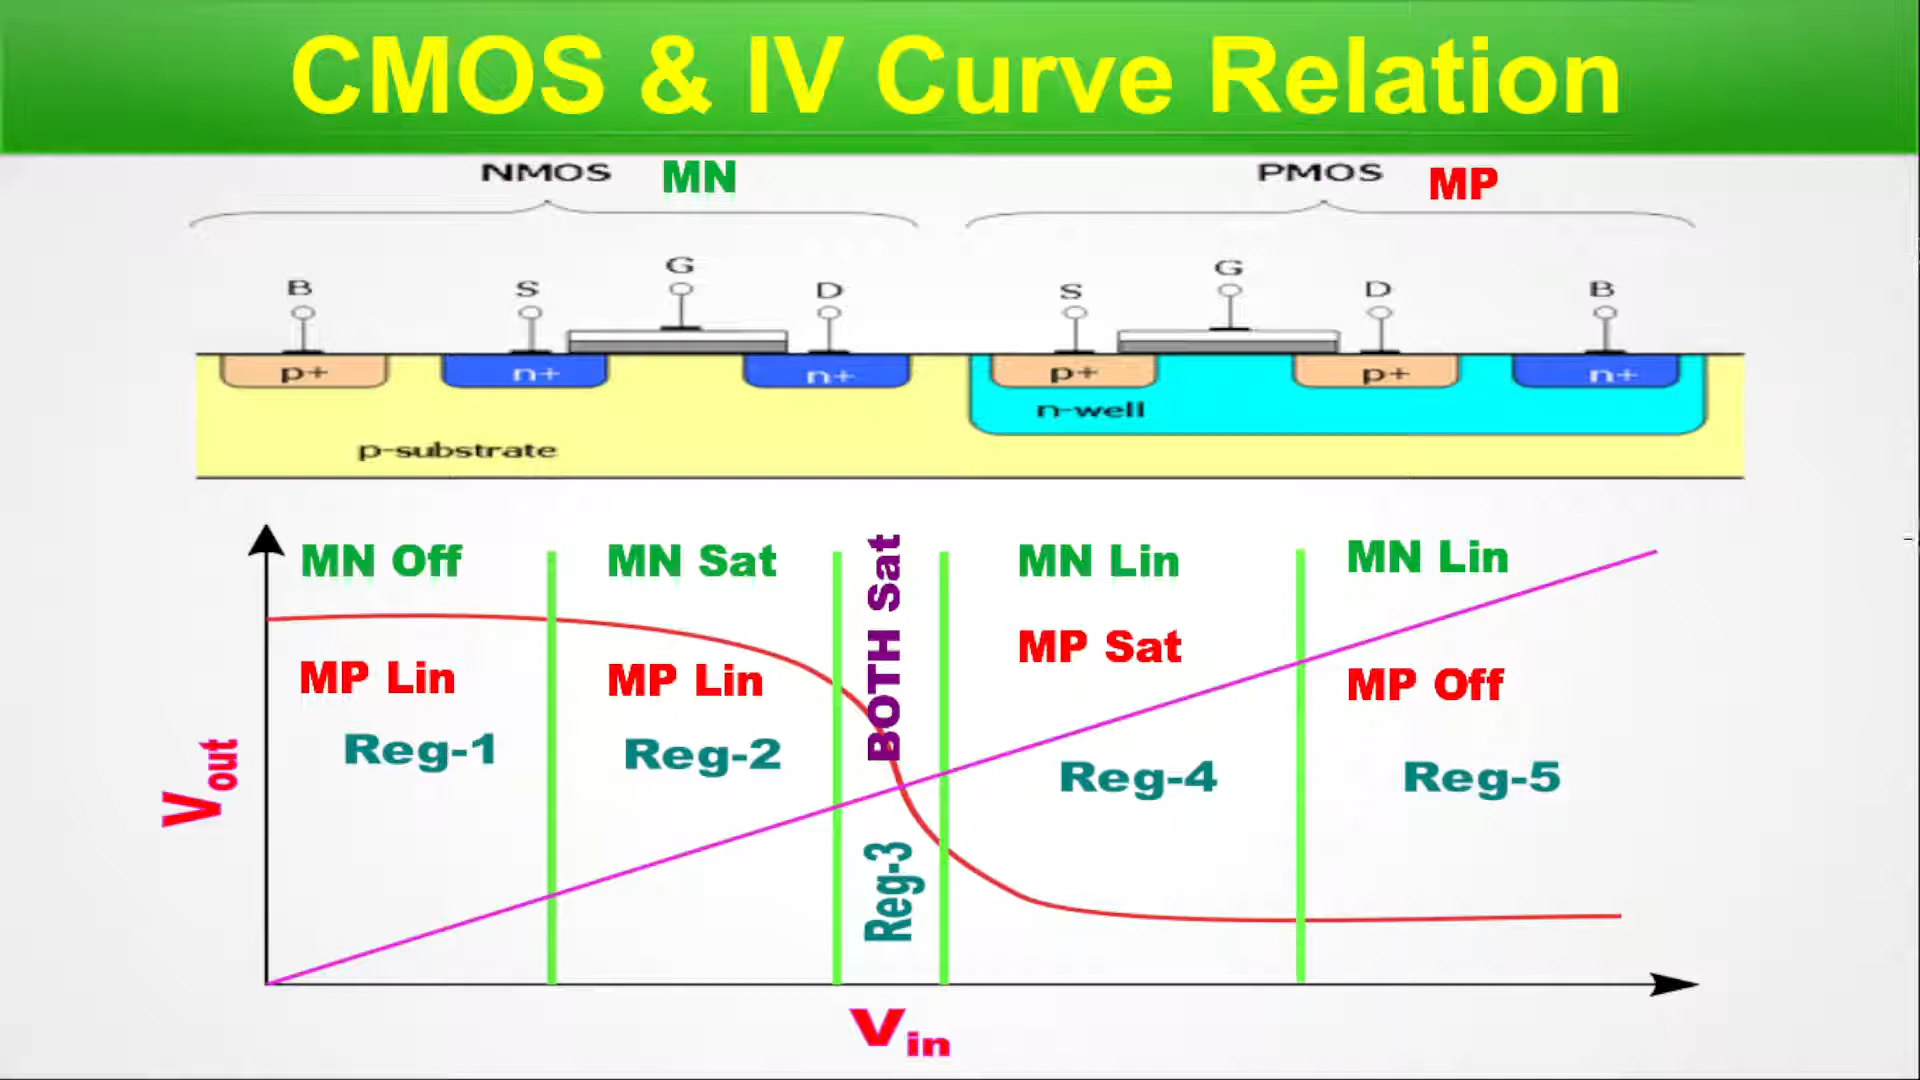 CMOS & IV Curve Relation
NMOS MN
PMOS MP
B S G D
S G D B
p+ n+ n+
p+ p+ n+
n-well
p-substrate
MN Off
MN Sat
BOTH Sat
MN Lin
MN Lin
MP Lin
MP Lin
MP Sat
MP Off
Reg-1
Reg-2
Reg-3
Reg-4
Reg-5
Vout
Vin